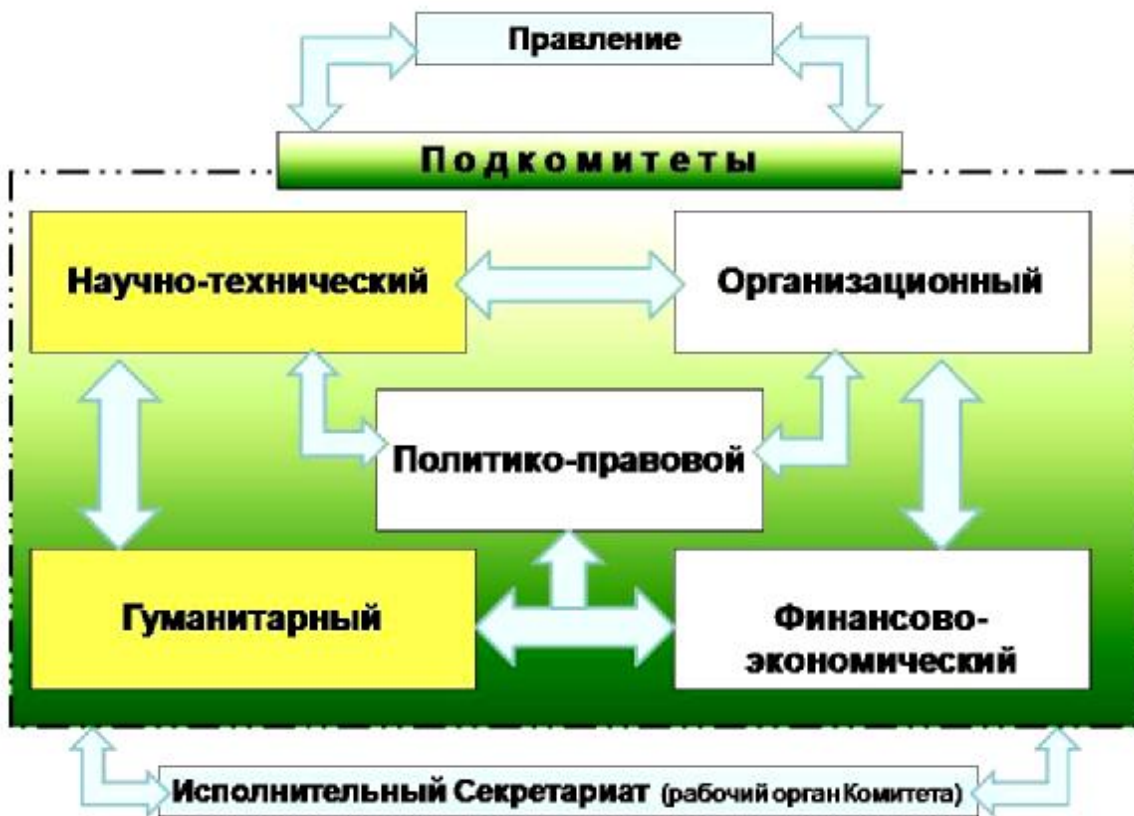 Правление
Подкомитеты
Научно-технический
Организационный
Политико-правовой
Гуманитарный
Финансово-
экономический
Исполнительный Секретариат (рабочий орган Комитета)